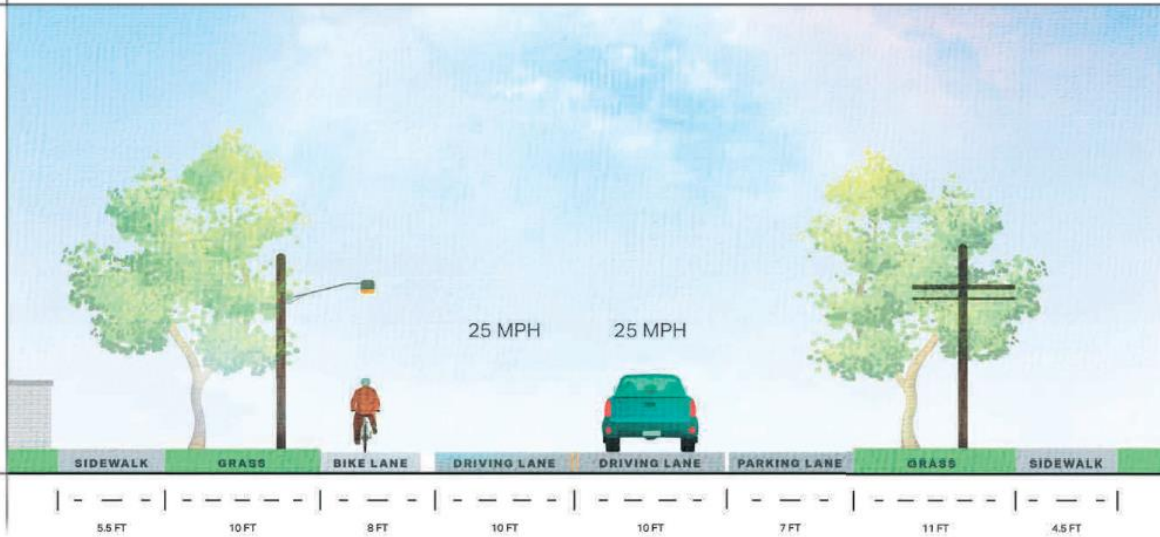 25 MPH 25 MPH
SIDEWALK GRASS BIKE LANE DRIVING LANE DRIVING LANE PARKING LANE GRASS SIDEWALK
5.5 FT 10 FT 8 FT 10 FT 10 FT 7 FT 11 FT 4.5 FT